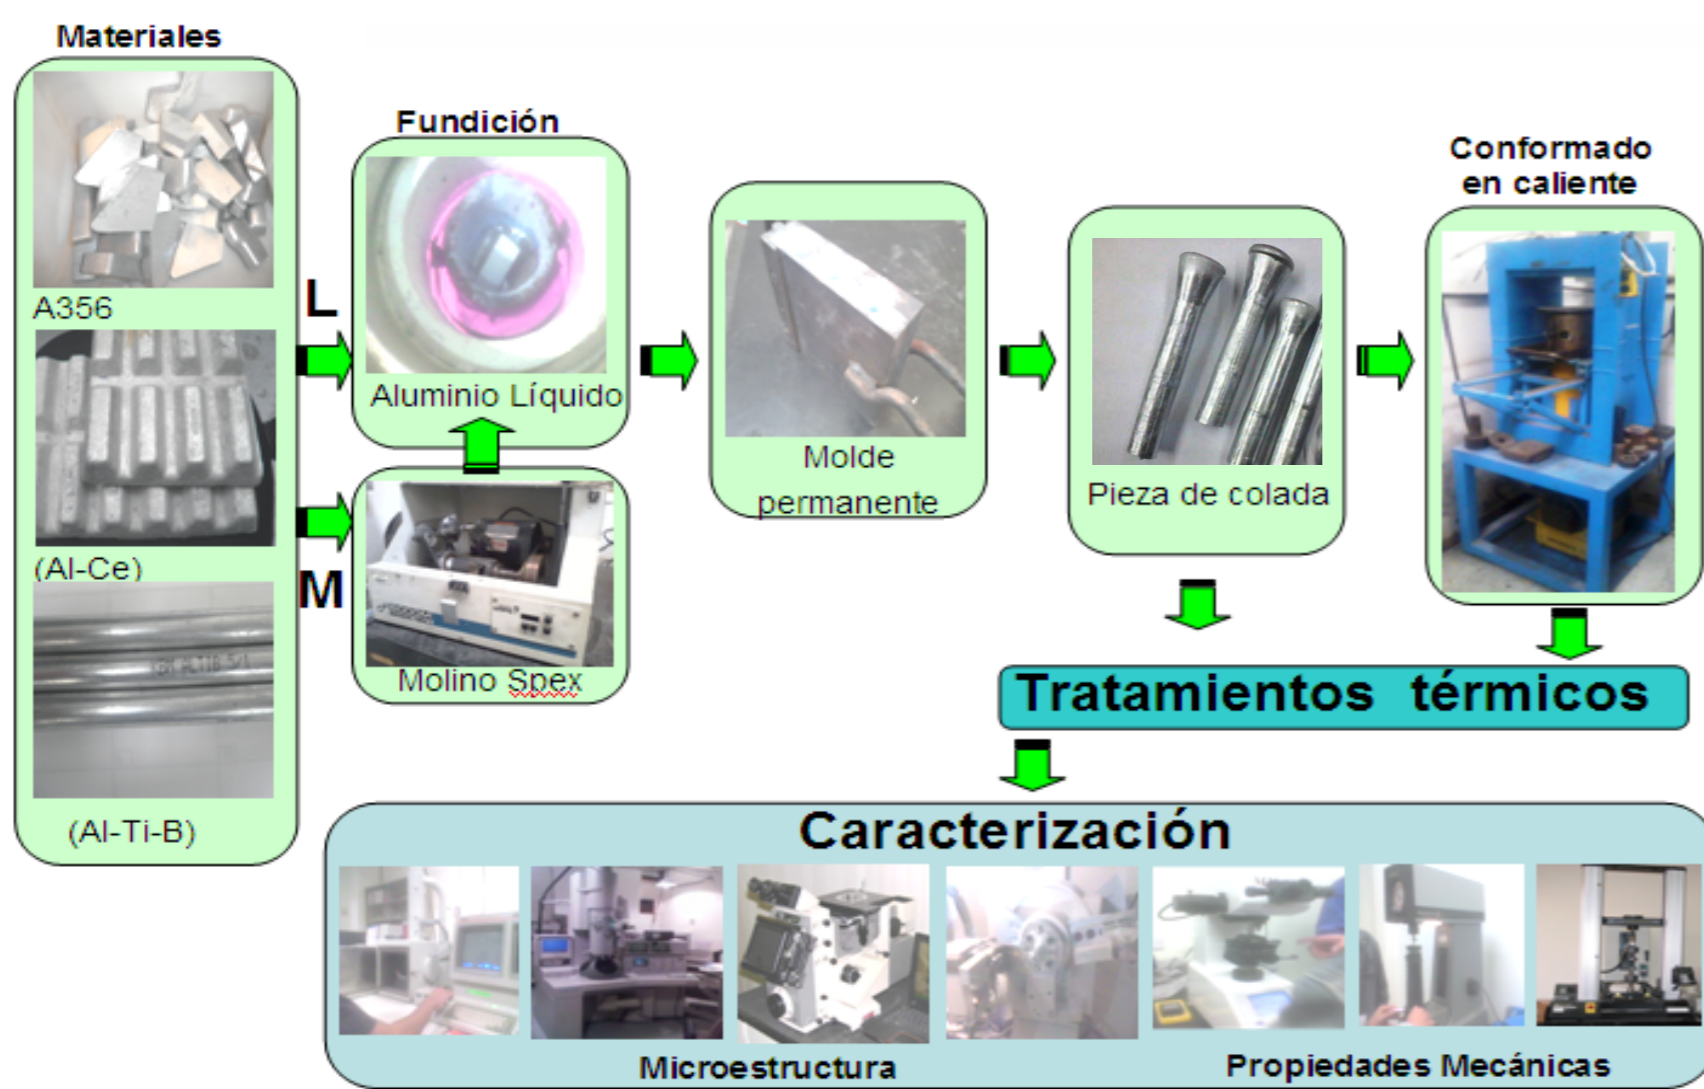 Materiales
A356
(Al-Ce)
(Al-Ti-B)
L
M
Fundición
Aluminio Líquido
Molino Spex
Molde
permanente
Pieza de colada
Conformado
en caliente
Tratamientos térmicos
Caracterización
Microestructura
Propiedades Mecánicas